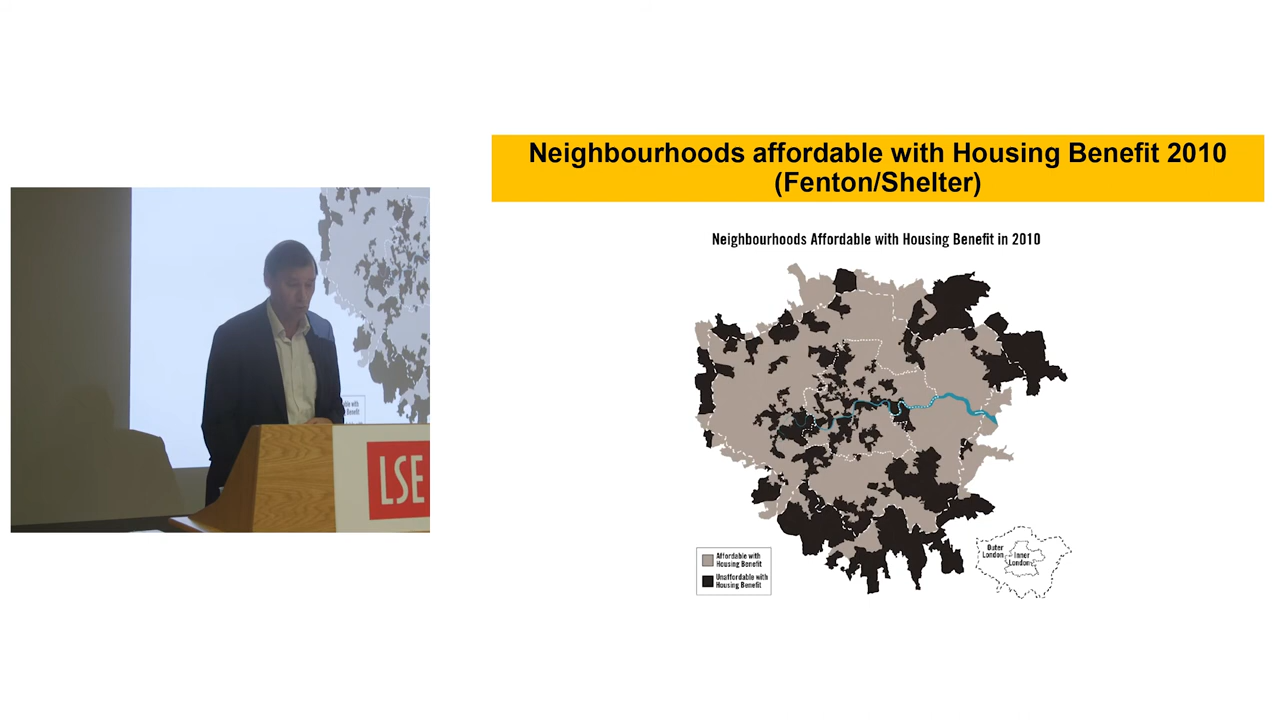 Neighbourhoods affordable with Housing Benefit 2010
(Fenton/Shelter)
Neighbourhoods Affordable with Housing Benefit in 2010
Affordable with
Housing Benefit
Unaffordable with
Housing Benefit
Outer
London
Inner
London
LSE